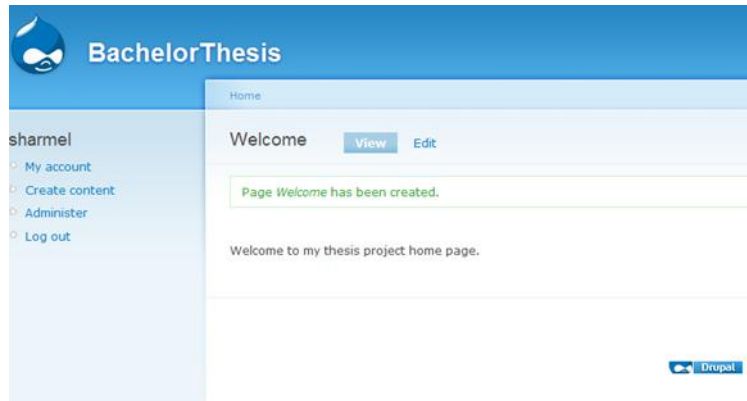 BachelorThesis
Home
sharmel
My account
Create content
Administer
Log out
Welcome
View
Edit
Page Welcome has been created.
Welcome to my thesis project home page.
Drupal